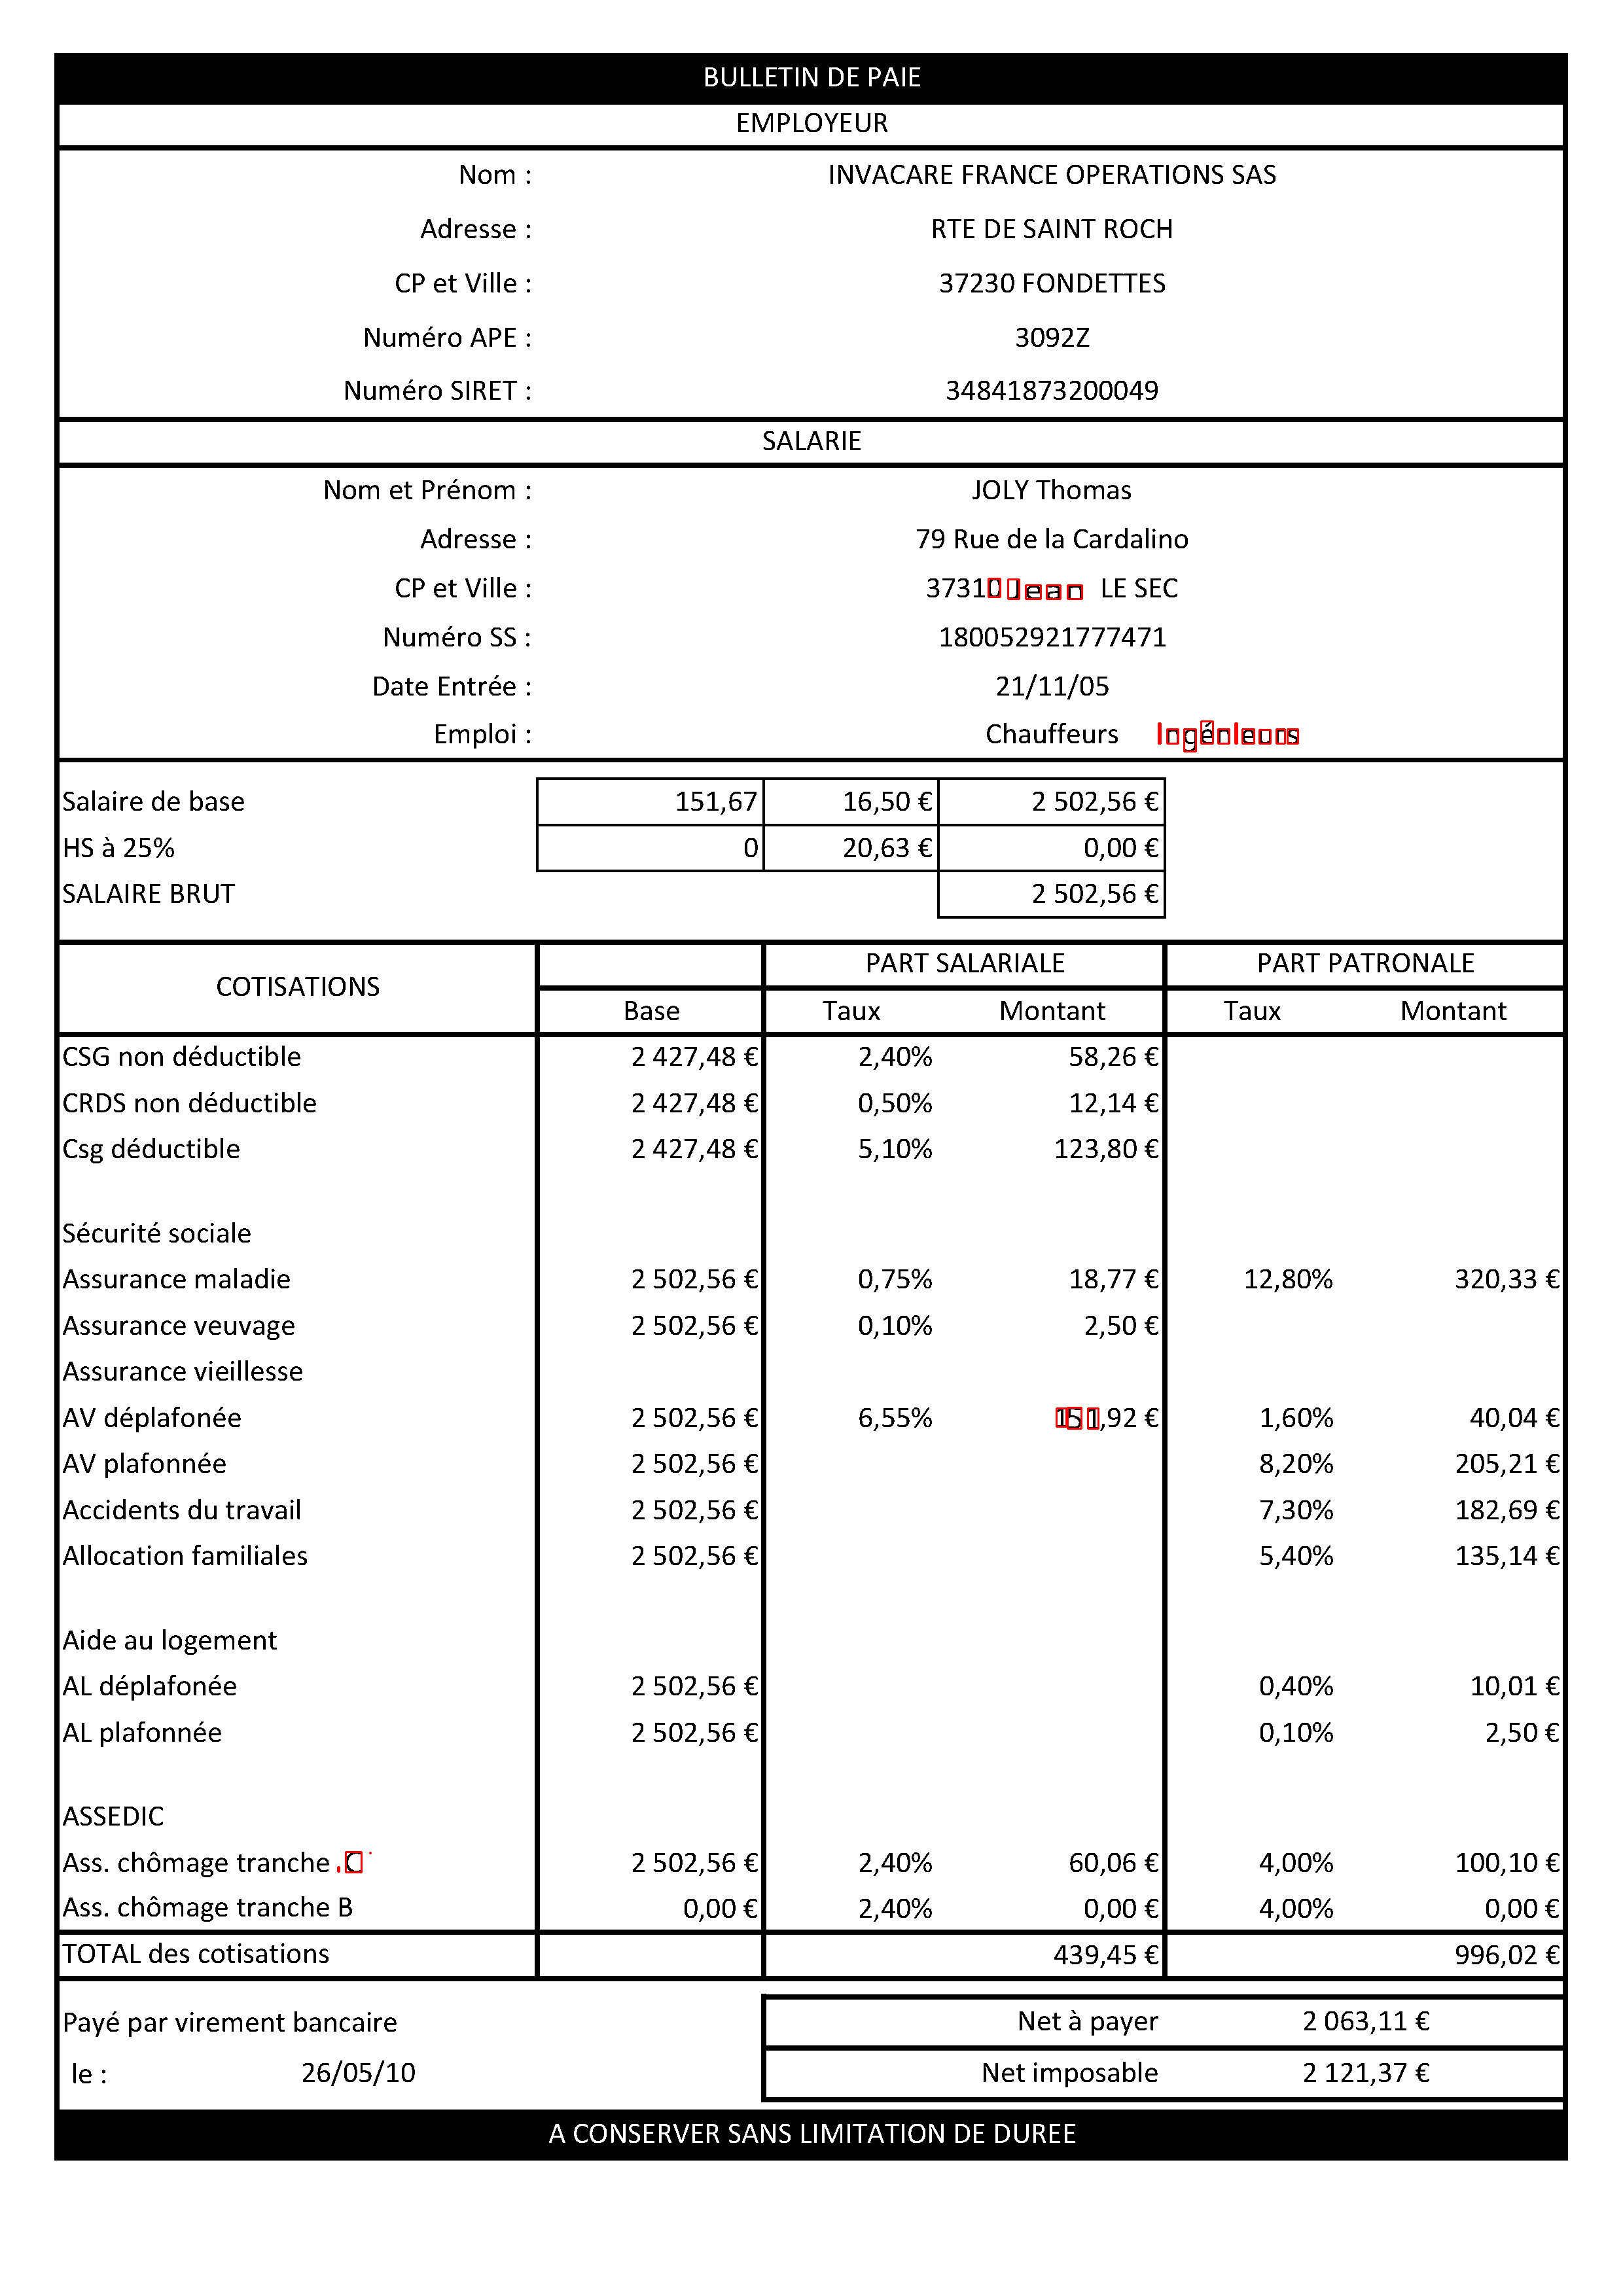 BULLETIN DE PAIE
EMPLOYEUR
Nom : INVACARE FRANCE OPERATIONS SAS
Adresse : RTE DE SAINT ROCH
CP et Ville : 37230 FONDETTES
Numéro APE : 3092Z
Numéro SIRET : 34841873200049
SALARIE
Nom et Prénom : JOLY Thomas
Adresse : 79 Rue de la Cardalino
CP et Ville : 37310 Jean LE SEC
Numéro SS : 180052921777471
Date Entrée : 21/11/05
Emploi : Chauffeurs Ingénieurs
Salaire de base 151,67 16,50 € 2 502,56 €
HS à 25% 0 20,63 € 0,00 €
SALAIRE BRUT 2 502,56 €
COTISATIONS PART SALARIALE PART PATRONALE
Base Taux Montant Taux Montant
CSG non déductible 2 427,48 € 2,40% 58,26 €
CRDS non déductible 2 427,48 € 0,50% 12,14 €
Csg déductible 2 427,48 € 5,10% 123,80 €
Sécurité sociale
Assurance maladie 2 502,56 € 0,75% 18,77 € 12,80% 320,33 €
Assurance veuvage 2 502,56 € 0,10% 2,50 €
Assurance vieillesse
AV déplafonée 2 502,56 € 6,55% 151,92 € 1,60% 40,04 €
AV plafonnée 2 502,56 € 8,20% 205,21 €
Accidents du travail 2 502,56 € 7,30% 182,69 €
Allocation familiales 2 502,56 € 5,40% 135,14 €
Aide au logement
AL déplafonée 2 502,56 € 0,40% 10,01 €
AL plafonnée 2 502,56 € 0,10% 2,50 €
ASSEDIC
Ass. chômage tranche C 2 502,56 € 2,40% 60,06 € 4,00% 100,10 €
Ass. chômage tranche B 0,00 € 2,40% 0,00 € 4,00% 0,00 €
TOTAL des cotisations 439,45 € 996,02 €
Payé par virement bancaire Net à payer 2 063,11 €
le : 26/05/10 Net imposable 2 121,37 €
A CONSERVER SANS LIMITATION DE DUREE